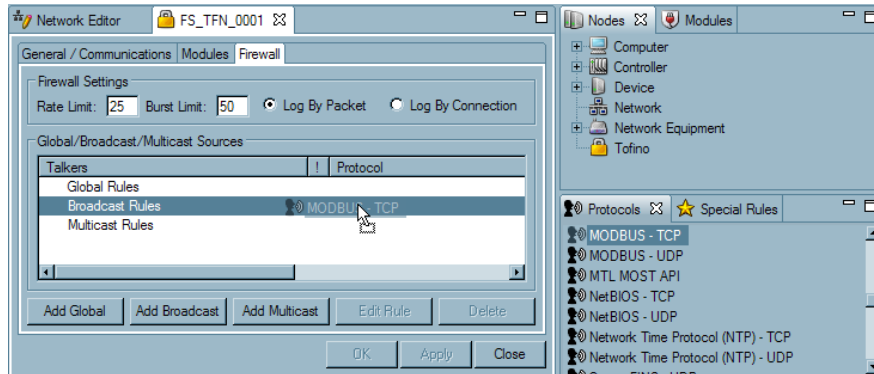 Network Editor
FS_TFN_0001
General / Communications Modules Firewall
Firewall Settings
Rate Limit: 25 Burst Limit: 50 Log By Packet Log By Connection
Global/Broadcast/Multicast Sources
Talkers ! Protocol
Global Rules
Broadcast Rules
MODBUS - TCP
Multicast Rules
Add Global Add Broadcast Add Multicast Edit Rule Delete
OK Apply Close
Nodes Modules
Computer
Controller
Device
Network
Network Equipment
Tofino
Protocols Special Rules
MODBUS - TCP
MODBUS - UDP
MTL MOST API
NetBIOS - TCP
NetBIOS - UDP
Network Time Protocol (NTP) - TCP
Network Time Protocol (NTP) - UDP